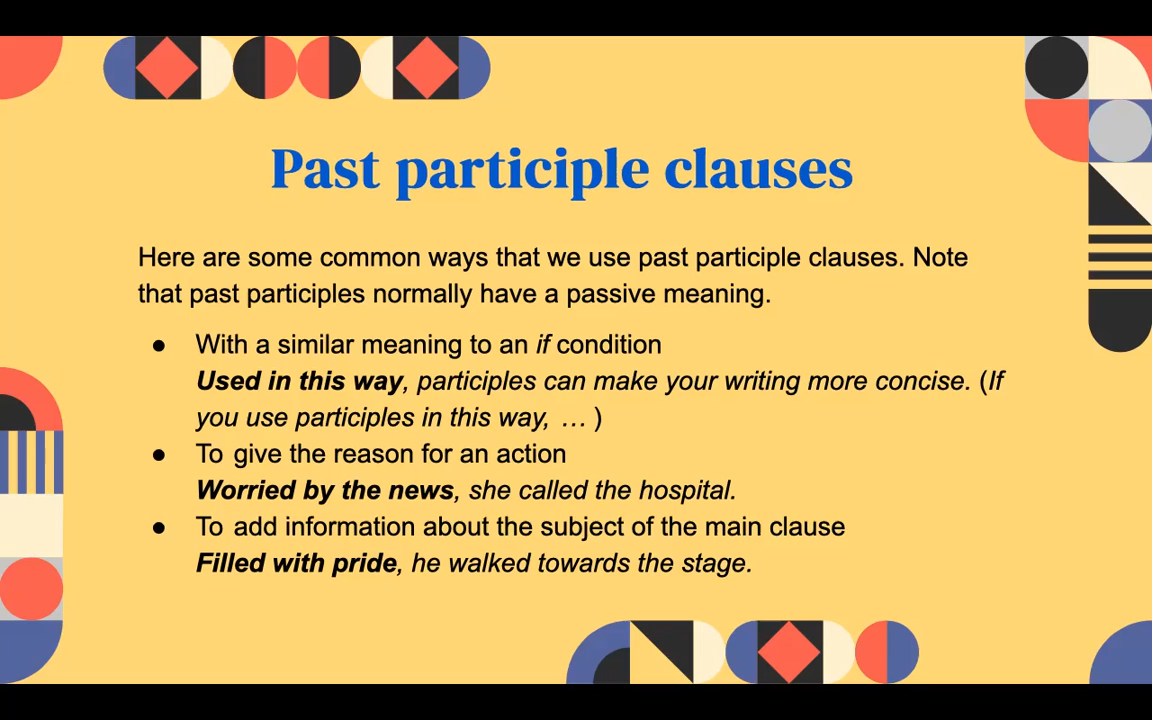 Past participle clauses
Here are some common ways that we use past participle clauses. Note
that past participles normally have a passive meaning.
● With a similar meaning to an if condition
Used in this way, participles can make your writing more concise. (If
you use participles in this way, … )
● To give the reason for an action
Worried by the news, she called the hospital.
● To add information about the subject of the main clause
Filled with pride, he walked towards the stage.